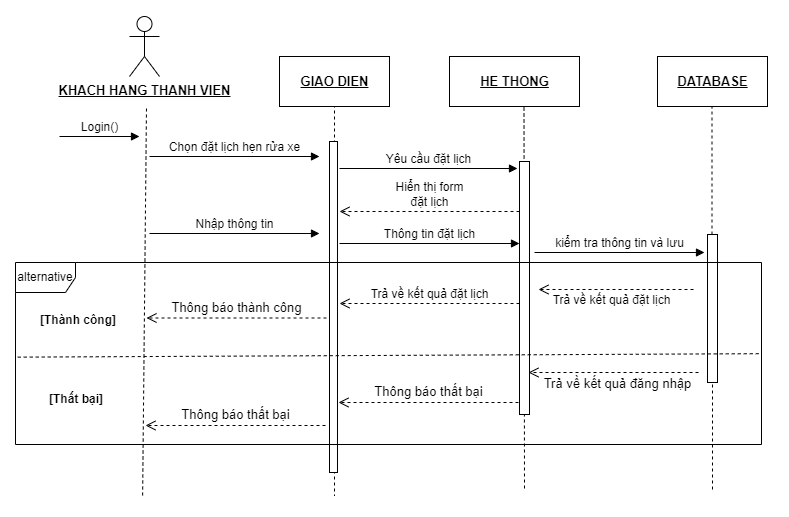 KHACH HANG THANH VIEN
GIAO DIEN
HE THONG
DATABASE
Login()
Chọn đặt lịch hẹn rửa xe
Yêu cầu đặt lịch
Hiển thị form
đặt lịch
Nhập thông tin
Thông tin đặt lịch
kiểm tra thông tin và lưu
alternative
Trả về kết quả đặt lịch
Trả về kết quả đặt lịch
Thông báo thành công
[Thành công]
Trả về kết quả đăng nhập
Thông báo thất bại
[Thất bại]
Thông báo thất bại